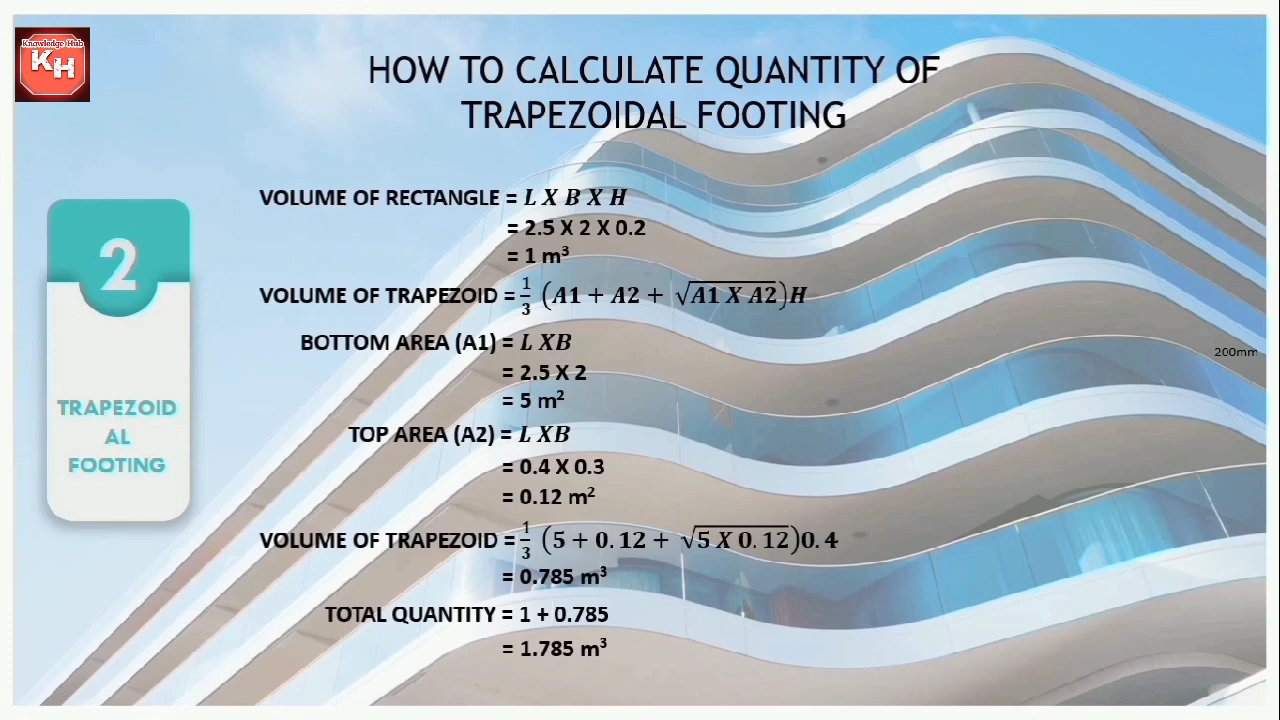 Knowledge Hub
KH
HOW TO CALCULATE QUANTITY OF
TRAPEZOIDAL FOOTING
2
TRAPEZOID
AL
FOOTING
VOLUME OF RECTANGLE = L X B X H
= 2.5 X 2 X 0.2
= 1 m³
VOLUME OF TRAPEZOID = 1/3 (A1 + A2 + √(A1 X A2))H
BOTTOM AREA (A1) = L XB
= 2.5 X 2
= 5 m²
TOP AREA (A2) = L XB
= 0.4 X 0.3
= 0.12 m²
VOLUME OF TRAPEZOID = 1/3 (5 + 0.12 + √(5 X 0.12))0.4
= 0.785 m³
TOTAL QUANTITY = 1 + 0.785
= 1.785 m³
200mm